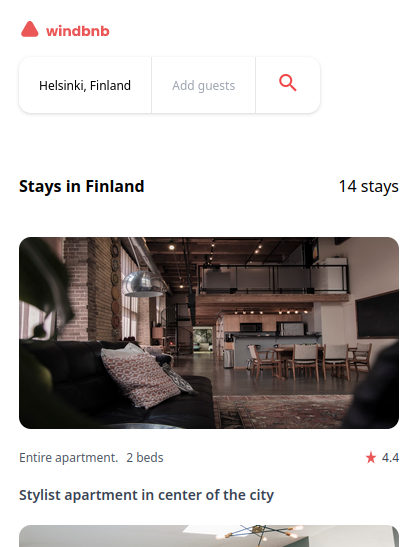 windbnb
Helsinki, Finland Add guests
Stays in Finland 14 stays
Entire apartment. 2 beds 4.4
Stylist apartment in center of the city